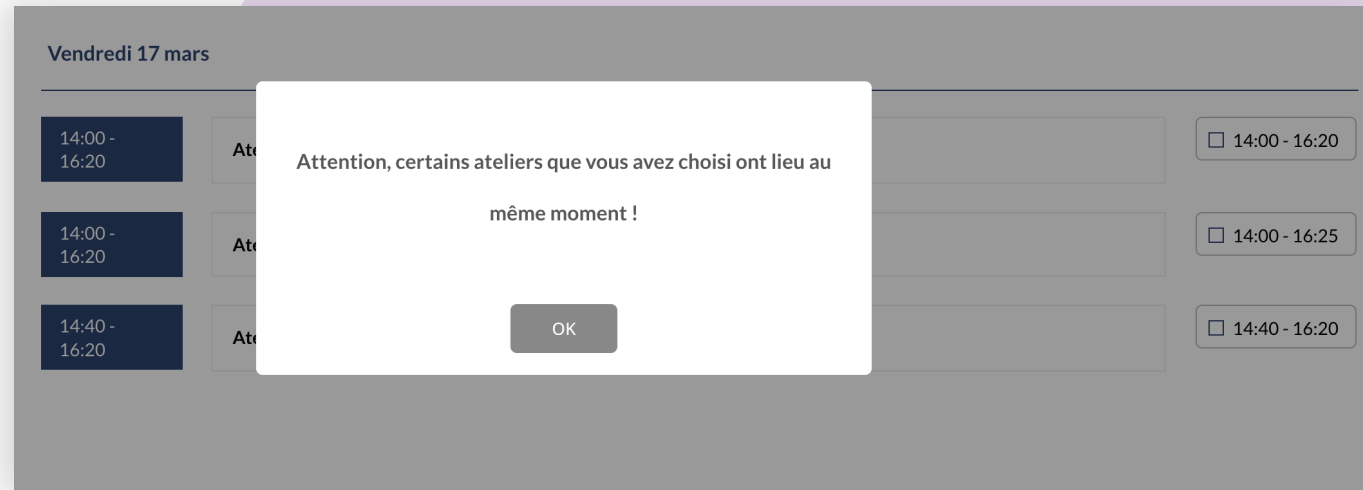 Vendredi 17 mars
14:00 -
16:20
14:00 - 16:20
Attention, certains ateliers que vous avez choisi ont lieu au
même moment !
14:00 -
16:20
14:00 - 16:25
14:40 -
16:20
14:40 - 16:20
OK